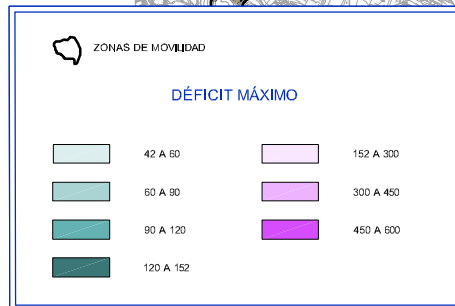 ZONAS DE MOVILIDAD
DÉFICIT MÁXIMO
42 A 60
60 A 90
90 A 120
120 A 152
152 A 300
300 A 450
450 A 600